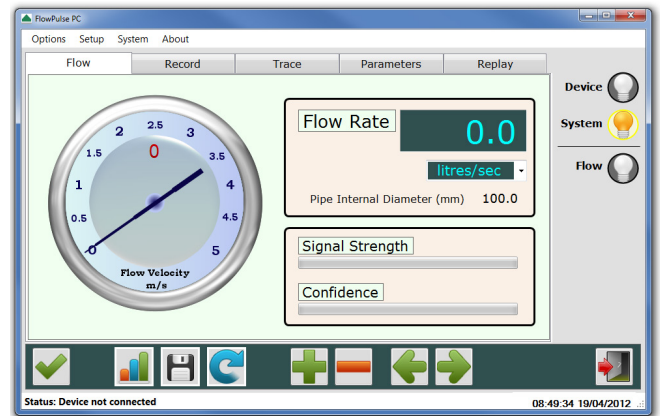 FlowPulse PC
Options Setup System About
Flow Record Trace Parameters Replay
Device
System
Flow
0
0.5
1
1.5
2
2.5
3
3.5
4
4.5
5
0
Flow Velocity
m/s
Flow Rate 0.0
litres/sec
Pipe Internal Diameter (mm) 100.0
Signal Strength
Confidence
Status: Device not connected 08:49:34 19/04/2012